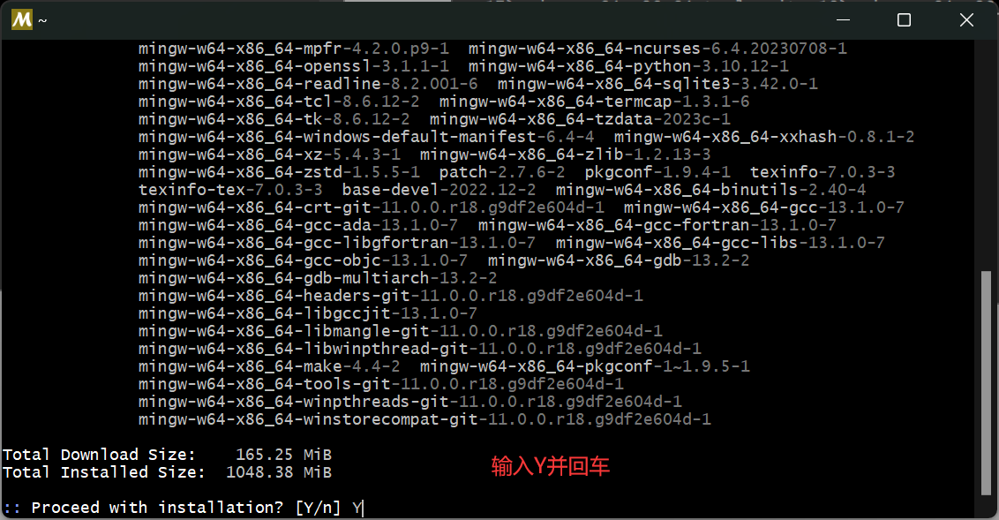 ~
mingw-w64-x86_64-mpfr-4.2.0.p9-1  mingw-w64-x86_64-ncurses-6.4.20230708-1
mingw-w64-x86_64-openssl-3.1.1-1  mingw-w64-x86_64-python-3.10.12-1
mingw-w64-x86_64-readline-8.2.001-6  mingw-w64-x86_64-sqlite3-3.42.0-1
mingw-w64-x86_64-tcl-8.6.12-2  mingw-w64-x86_64-termcap-1.3.1-6
mingw-w64-x86_64-tk-8.6.12-2  mingw-w64-x86_64-tzdata-2023c-1
mingw-w64-x86_64-windows-default-manifest-6.4-4  mingw-w64-x86_64-xxhash-0.8.1-2
mingw-w64-x86_64-xz-5.4.3-1  mingw-w64-x86_64-zlib-1.2.13-3
mingw-w64-x86_64-zstd-1.5.5-1  patch-2.7.6-2  pkgconf-1.9.4-1  texinfo-7.0.3-3
texinfo-tex-7.0.3-3  base-devel-2022.12-2  mingw-w64-x86_64-binutils-2.40-4
mingw-w64-x86_64-crt-git-11.0.0.r18.g9df2e604d-1  mingw-w64-x86_64-gcc-13.1.0-7
mingw-w64-x86_64-gcc-ada-13.1.0-7  mingw-w64-x86_64-gcc-fortran-13.1.0-7
mingw-w64-x86_64-gcc-libgfortran-13.1.0-7  mingw-w64-x86_64-gcc-libs-13.1.0-7
mingw-w64-x86_64-gcc-objc-13.1.0-7  mingw-w64-x86_64-gdb-13.2-2
mingw-w64-x86_64-gdb-multiarch-13.2-2
mingw-w64-x86_64-headers-git-11.0.0.r18.g9df2e604d-1
mingw-w64-x86_64-libgccjit-13.1.0-7
mingw-w64-x86_64-libmangle-git-11.0.0.r18.g9df2e604d-1
mingw-w64-x86_64-libwinpthread-git-11.0.0.r18.g9df2e604d-1
mingw-w64-x86_64-make-4.4-2  mingw-w64-x86_64-pkgconf-1~1.9.5-1
mingw-w64-x86_64-tools-git-11.0.0.r18.g9df2e604d-1
mingw-w64-x86_64-winpthreads-git-11.0.0.r18.g9df2e604d-1
mingw-w64-x86_64-winstorecompat-git-11.0.0.r18.g9df2e604d-1
Total Download Size:    165.25 MiB
Total Installed Size:  1048.38 MiB
输入Y并回车
:: Proceed with installation? [Y/n] Y